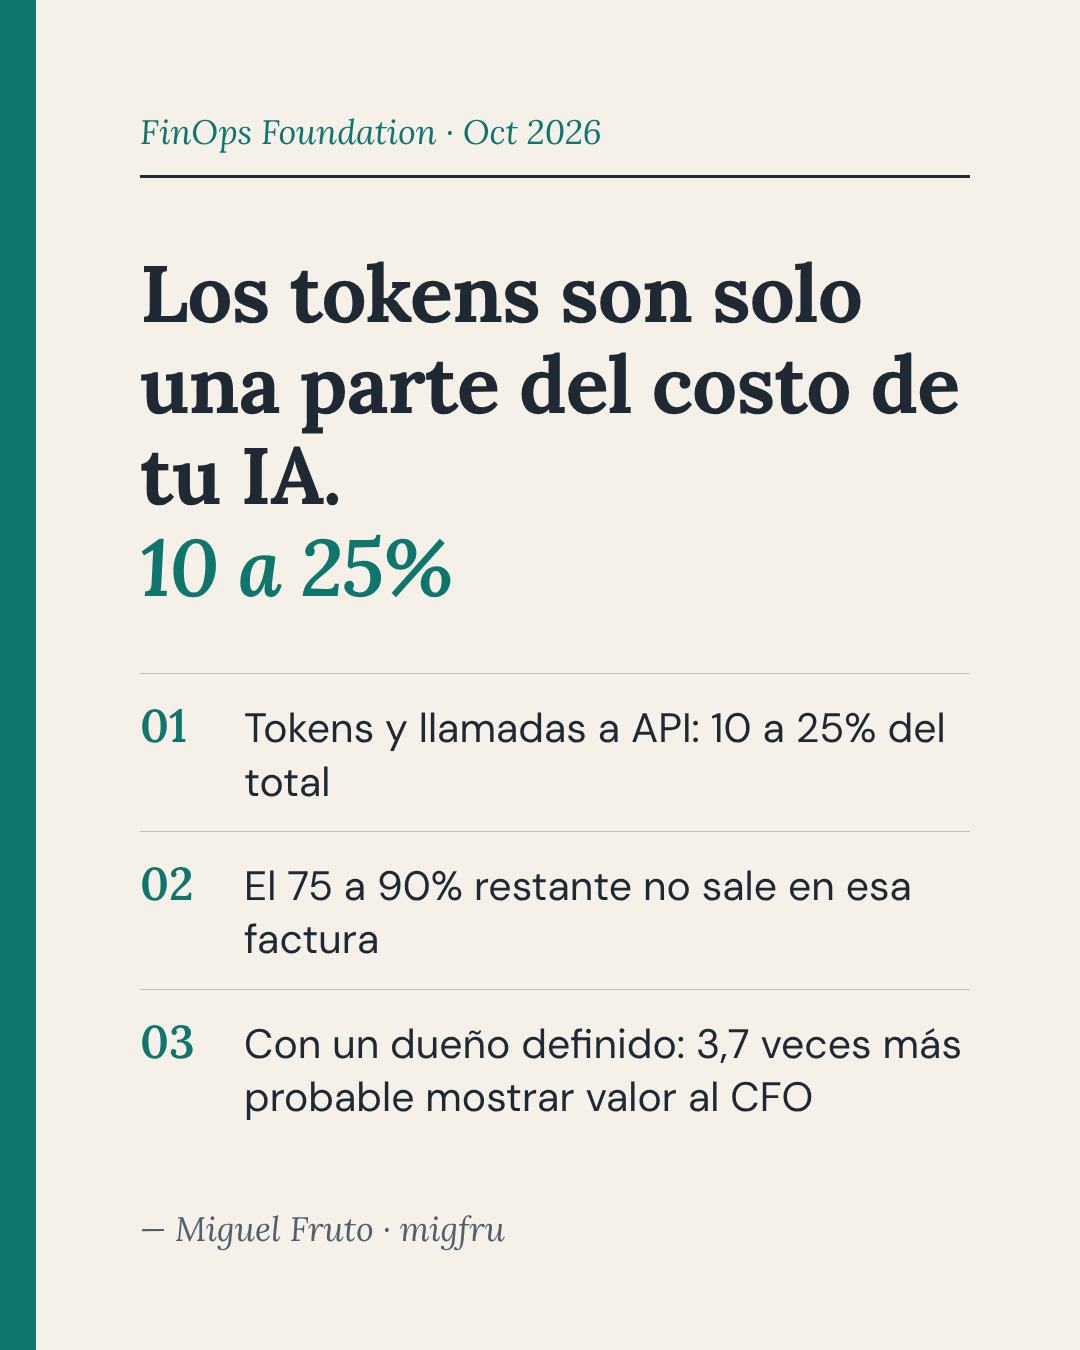 FinOps Foundation · Oct 2026
Los tokens son solo
una parte del costo de
tu IA.
10 a 25%
01 Tokens y llamadas a API: 10 a 25% del
total
02 El 75 a 90% restante no sale en esa
factura
03 Con un dueño definido: 3,7 veces más
probable mostrar valor al CFO
— Miguel Fruto · migfru